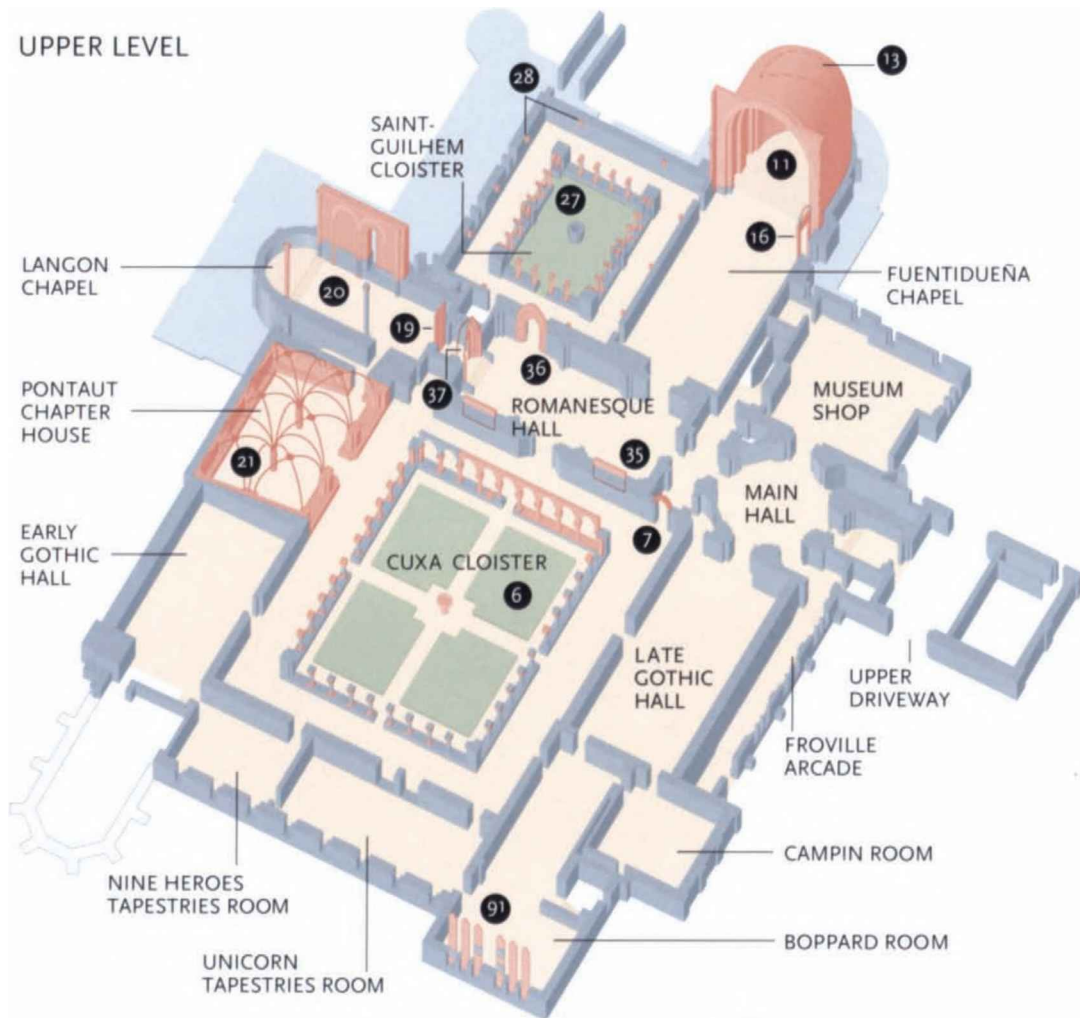 UPPER LEVEL
13
28
SAINT-
GUILHEM
CLOISTER
11
27
16
LANGON
CHAPEL
20
FUENTIDUEÑA
CHAPEL
19
36
37
PONTAUT
CHAPTER
HOUSE
ROMANESQUE
HALL
MUSEUM
SHOP
21
35
MAIN
HALL
EARLY
GOTHIC
HALL
7
CUXA CLOISTER
6
LATE
GOTHIC
HALL
UPPER
DRIVEWAY
FROVILLE
ARCADE
CAMPIN ROOM
NINE HEROES
TAPESTRIES ROOM
91
BOPPARD ROOM
UNICORN
TAPESTRIES ROOM